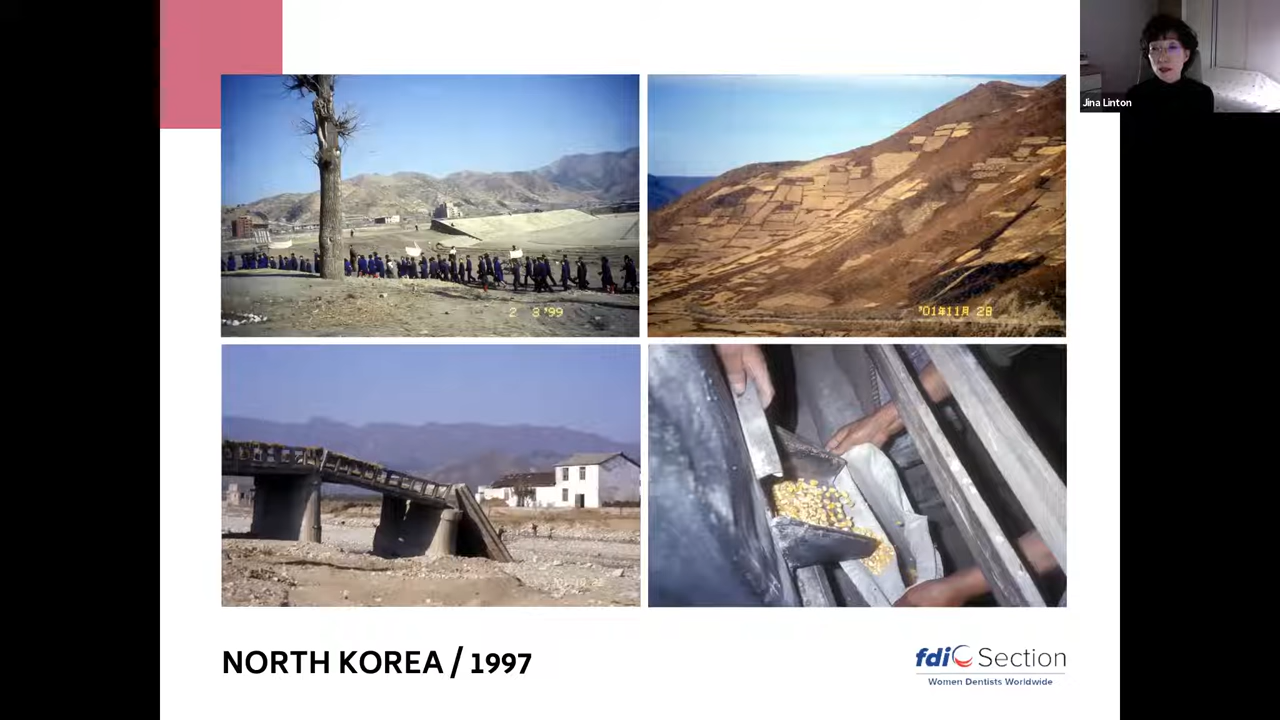 Jina Linton
2 3 '99
'01年11月 28
NORTH KOREA / 1997
fdi Section
Women Dentists Worldwide